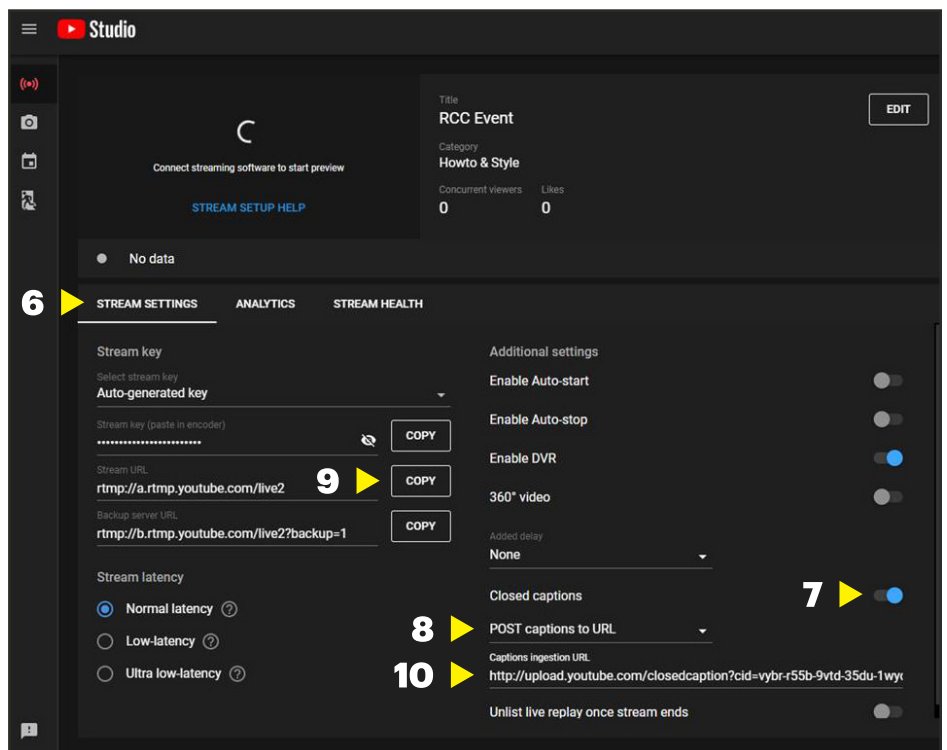 Studio
Title
RCC Event
EDIT
Category
Howto & Style
Connect streaming software to start preview
Concurrent viewers Likes
0 0
STREAM SETUP HELP
No data
6 STREAM SETTINGS ANALYTICS STREAM HEALTH
Stream key
Select stream key
Auto-generated key
Stream key (paste in encoder)
••••••••••••••••••••••••
COPY
Stream URL
rtmp://a.rtmp.youtube.com/live2
9 COPY
Backup server URL
rtmp://b.rtmp.youtube.com/live2?backup=1
COPY
Stream latency
Normal latency ?
Low-latency ?
Ultra low-latency ?
Additional settings
Enable Auto-start
Enable Auto-stop
Enable DVR
360° video
Added delay
None
Closed captions 7
8 POST captions to URL
Captions ingestion URL
10 http://upload.youtube.com/closedcaption?cid=vybr-r55b-9vtd-35du-1wyc
Unlist live replay once stream ends